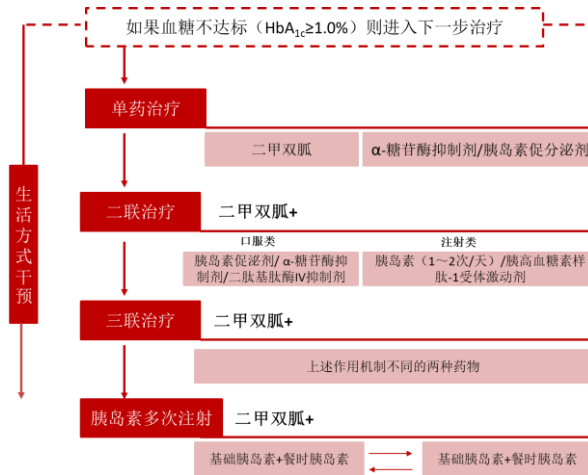 如果血糖不达标（HbA1c≥1.0%）则进入下一步治疗
单药治疗
二甲双胍
α-糖苷酶抑制剂/胰岛素促分泌剂
生活方式干预
二联治疗
二甲双胍+
口服类
注射类
胰岛素促泌剂/ α-糖苷酶抑
制剂/二肽基肽酶IV抑制剂
胰岛素（1～2次/天）/胰高血糖素样
肽-1受体激动剂
三联治疗
二甲双胍+
上述作用机制不同的两种药物
胰岛素多次注射
二甲双胍+
基础胰岛素+餐时胰岛素
基础胰岛素+餐时胰岛素